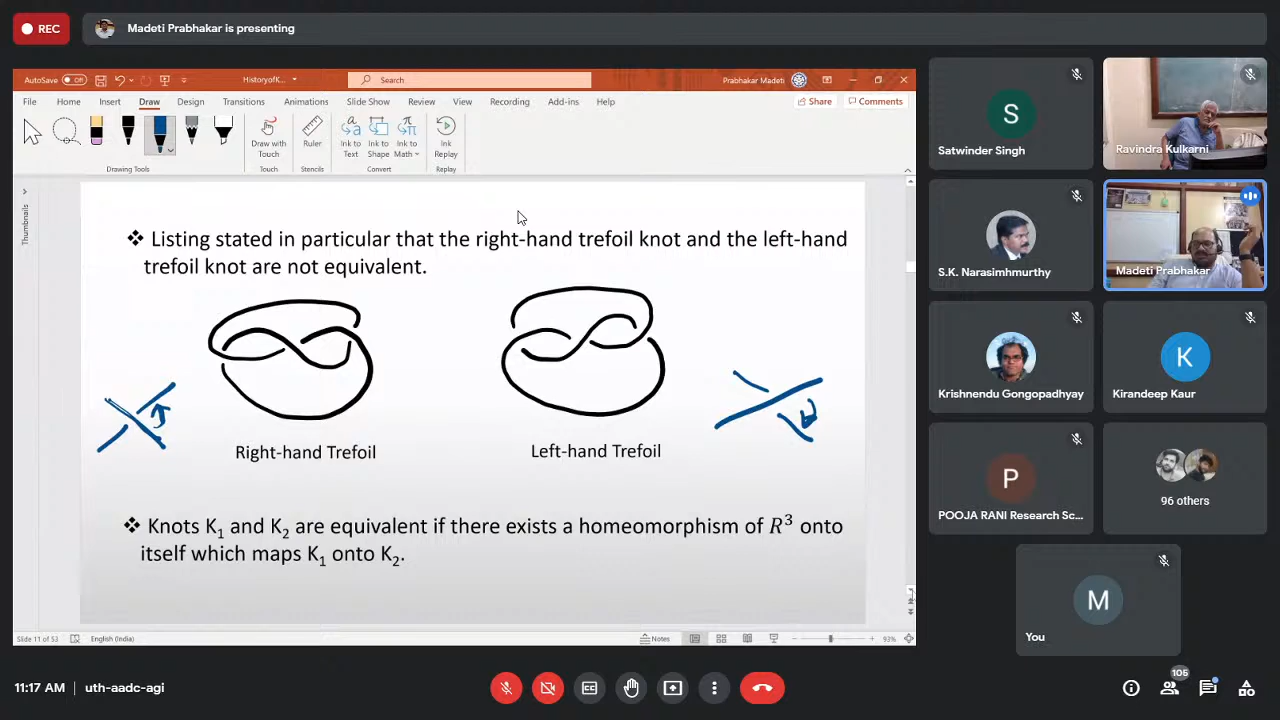 REC
Madeti Prabhakar is presenting
AutoSave Off HistoryofK... Search Prabhakar Madeti
File Home Insert Draw Design Transitions Animations Slide Show Review View Recording Add-ins Help Share Comments
Draw with Touch Ruler Ink to Text Ink to Shape Ink to Math Ink Replay
Drawing Tools Touch Stencils Convert Replay
Thumbnails
❖ Listing stated in particular that the right-hand trefoil knot and the left-hand
trefoil knot are not equivalent.
Right-hand Trefoil Left-hand Trefoil
❖ Knots K₁ and K₂ are equivalent if there exists a homeomorphism of R³ onto
itself which maps K₁ onto K₂.
Slide 11 of 53 English (India) Notes 93%
S
Satwinder Singh
Ravindra Kulkarni
S.K. Narasimhmurthy
Madeti Prabhakar
Krishnendu Gongopadhyay
K
Kirandeep Kaur
P
POOJA RANI Research Sc...
96 others
M
You
11:17 AM | uth-aadc-agi
CC
105